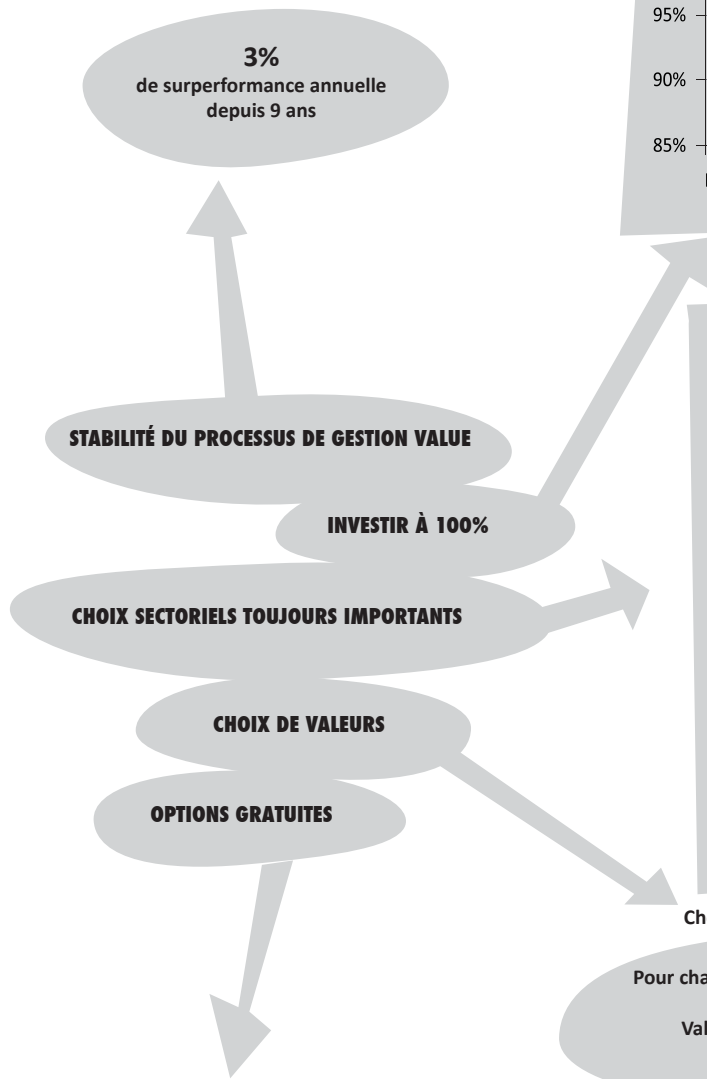 3%
de surperformance annuelle
depuis 9 ans
95%
90%
85%
STABILITÉ DU PROCESSUS DE GESTION VALUE
INVESTIR À 100%
CHOIX SECTORIELS TOUJOURS IMPORTANTS
CHOIX DE VALEURS
OPTIONS GRATUITES
Pour